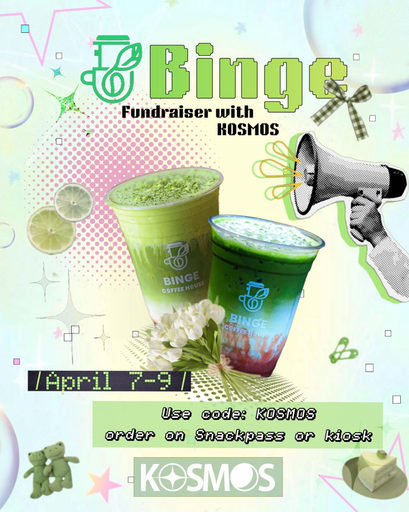 Binge
Fundraiser with
KOSMOS
BINGE
COFFEE HOUSE
BINGE
COFFEE HOUSE
/April 7-9/
Use code: KOSMOS
order on Snackpass or kiosk
KOSMOS